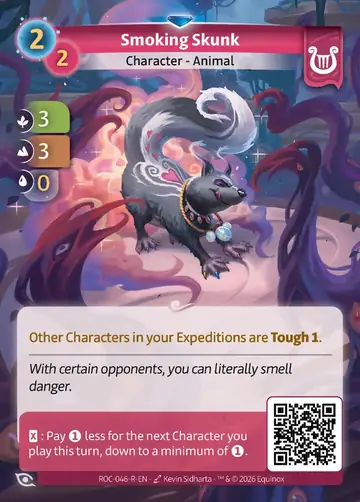 2
Smoking Skunk
2
Character - Animal
3
3
0
Other Characters in your Expeditions are Tough 1.
With certain opponents, you can literally smell
danger.
X : Pay 1 less for the next Character you
play this turn, down to a minimum of 1.
ROC-046-R-EN - Kevin Sidharta - ™ & © 2026 Equinox